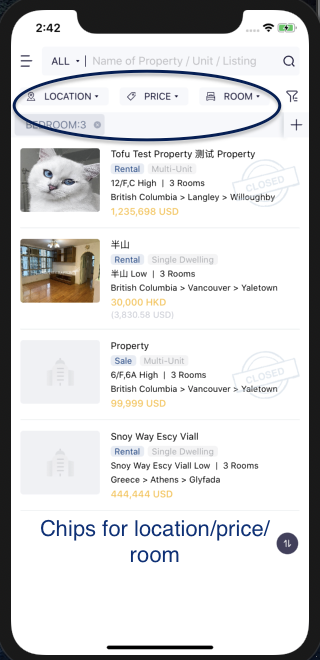 2:42
ALL Name of Property / Unit / Listing
LOCATION PRICE ROOM
BEDROOM:3
Tofu Test Property 测试 Property
Rental Multi-Unit
12/F,C High | 3 Rooms
British Columbia > Langley > Willoughby
1,235,698 USD
CLOSED
半山
Rental Single Dwelling
半山 Low | 3 Rooms
British Columbia > Vancouver > Yaletown
30,000 HKD
(3,830.58 USD)
Property
Sale Multi-Unit
6/F,6A High | 3 Rooms
British Columbia > Vancouver > Yaletown
99,999 USD
CLOSED
Snoy Way Escy Viall
Rental Single Dwelling
Snoy Way Escy Viall Low | 3 Rooms
Greece > Athens > Glyfada
444,444 USD
Chips for location/price/
room